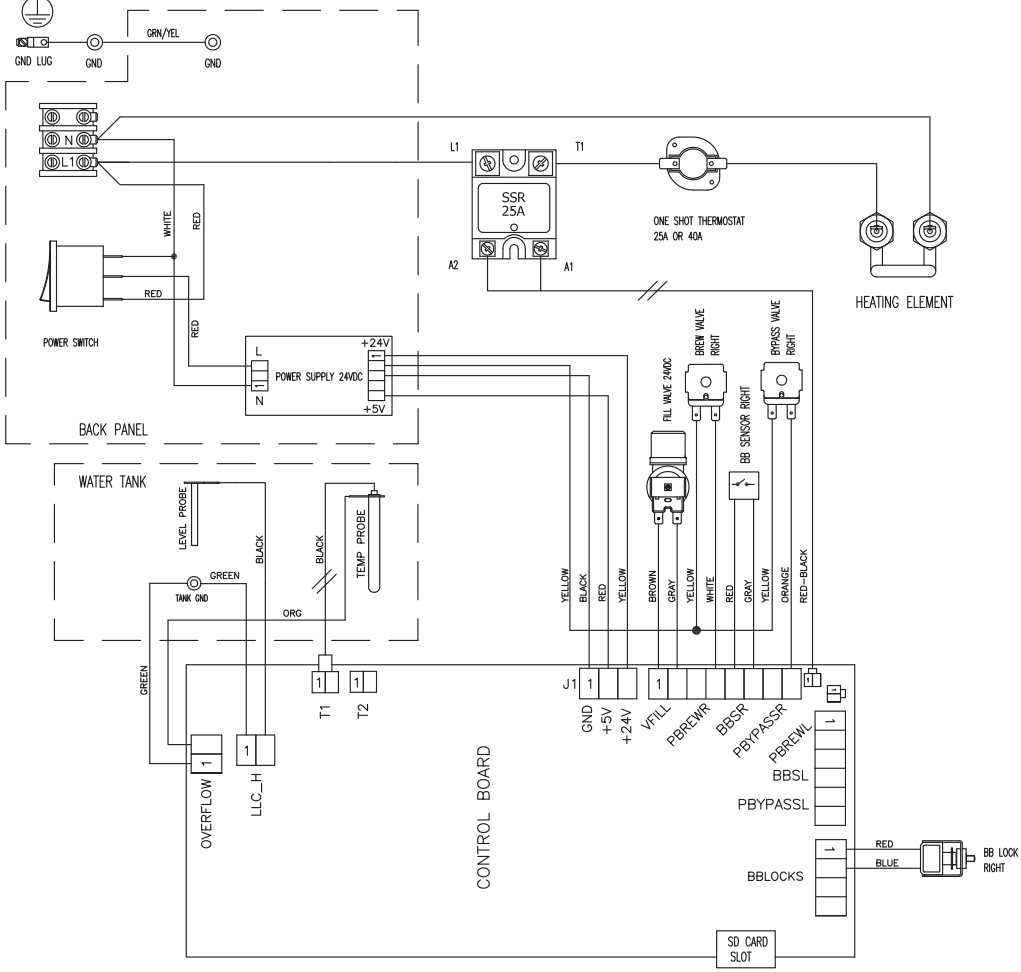 GRN/YEL
GND LUG
GND
GND
N
L1
L1
T1
SSR
25A
A2
A1
ONE SHOT THERMOSTAT
25A OR 40A
HEATING ELEMENT
WHITE
RED
RED
RED
POWER SWITCH
L
1
N
POWER SUPPLY 24VDC
+24V
1
+5V
BACK PANEL
FILL VALVE 24VDC
BREW VALVE
RIGHT
BB SENSOR RIGHT
BYPASS VALVE
RIGHT
WATER TANK
LEVEL PROBE
BLACK
BLACK
TEMP PROBE
GREEN
TANK GND
ORG
GREEN
YELLOW
BLACK
RED
YELLOW
BROWN
GRAY
YELLOW
WHITE
RED
GRAY
YELLOW
ORANGE
RED-BLACK
1
T1
1
T2
J1
1
GND
+5V
+24V
1
VFILL
PBREWR
BBSR
PBYPASSR
1
1
PBREWL
1
BBSL
PBYPASSL
1
OVERFLOW
1
LLC_H
CONTROL BOARD
1
BBLOCKS
RED
BLUE
BB LOCK
RIGHT
SD CARD
SLOT